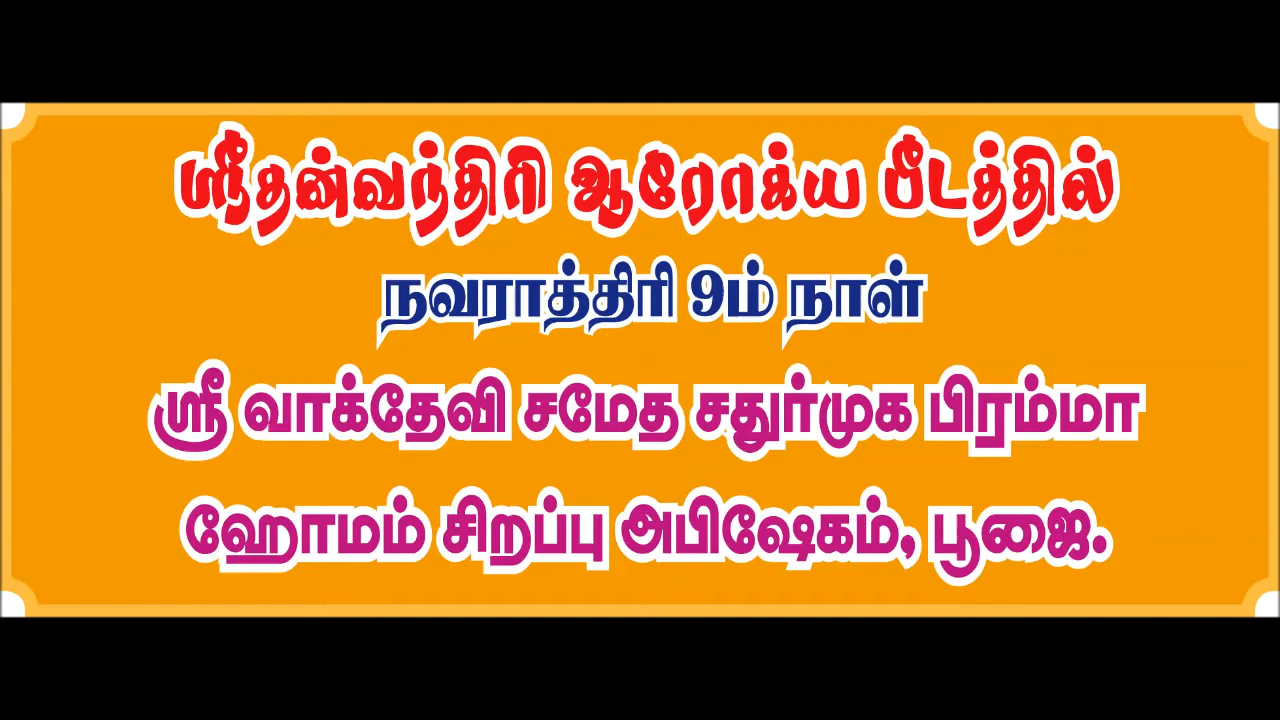 ஸ்ரீதன்வந்திரி ஆரோக்ய பீடத்தில்
நவராத்திரி 9ம் நாள்
ஸ்ரீ வாக்தேவி சமேத சதுர்முக பிரம்மா
ஹோமம் சிறப்பு அபிஷேகம், பூஜை.